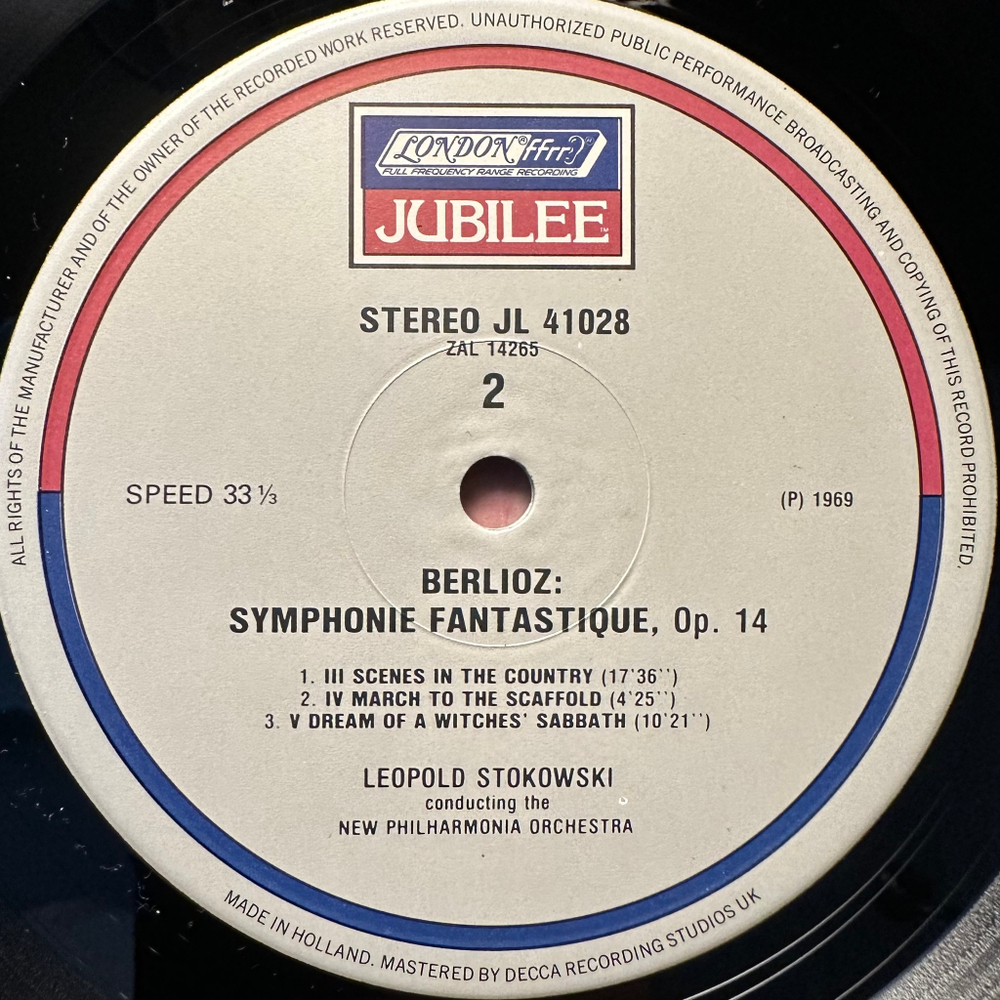 ALL RIGHTS OF THE MANUFACTURER AND OF THE OWNER OF THE RECORDED WORK RESERVED. UNAUTHORIZED PUBLIC PERFORMANCE BROADCASTING AND COPYING OF THIS RECORD PROHIBITED.
LONDON® ffrr
FULL FREQUENCY RANGE RECORDING
JUBILEE™
STEREO JL 41028
ZAL 14265
2
SPEED 33 ⅓
(P) 1969
BERLIOZ:
SYMPHONIE FANTASTIQUE, Op. 14
1. III SCENES IN THE COUNTRY (17'36'')
2. IV MARCH TO THE SCAFFOLD (4'25'')
3. V DREAM OF A WITCHES' SABBATH (10'21'')
LEOPOLD STOKOWSKI
conducting the
NEW PHILHARMONIA ORCHESTRA
MADE IN HOLLAND. MASTERED BY DECCA RECORDING STUDIOS UK